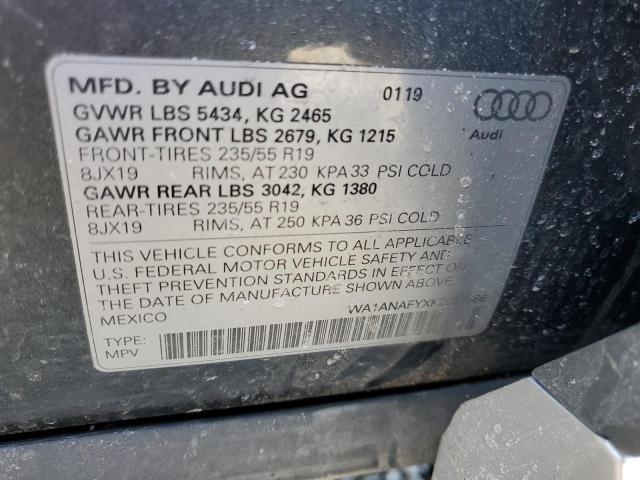 MFD. BY AUDI AG 0119
GVWR LBS 5434, KG 2465
GAWR FRONT LBS 2679, KG 1215
FRONT-TIRES 235/55 R19
8JX19 RIMS, AT 230 KPA 33 PSI COLD
GAWR REAR LBS 3042, KG 1380
REAR-TIRES 235/55 R19
8JX19 RIMS, AT 250 KPA 36 PSI COLD
Audi
THIS VEHICLE CONFORMS TO ALL APPLICABLE
U.S. FEDERAL MOTOR VEHICLE SAFETY AND
THEFT PREVENTION STANDARDS IN EFFECT ON
THE DATE OF MANUFACTURE SHOWN ABOVE.
MEXICO
TYPE:
MPV